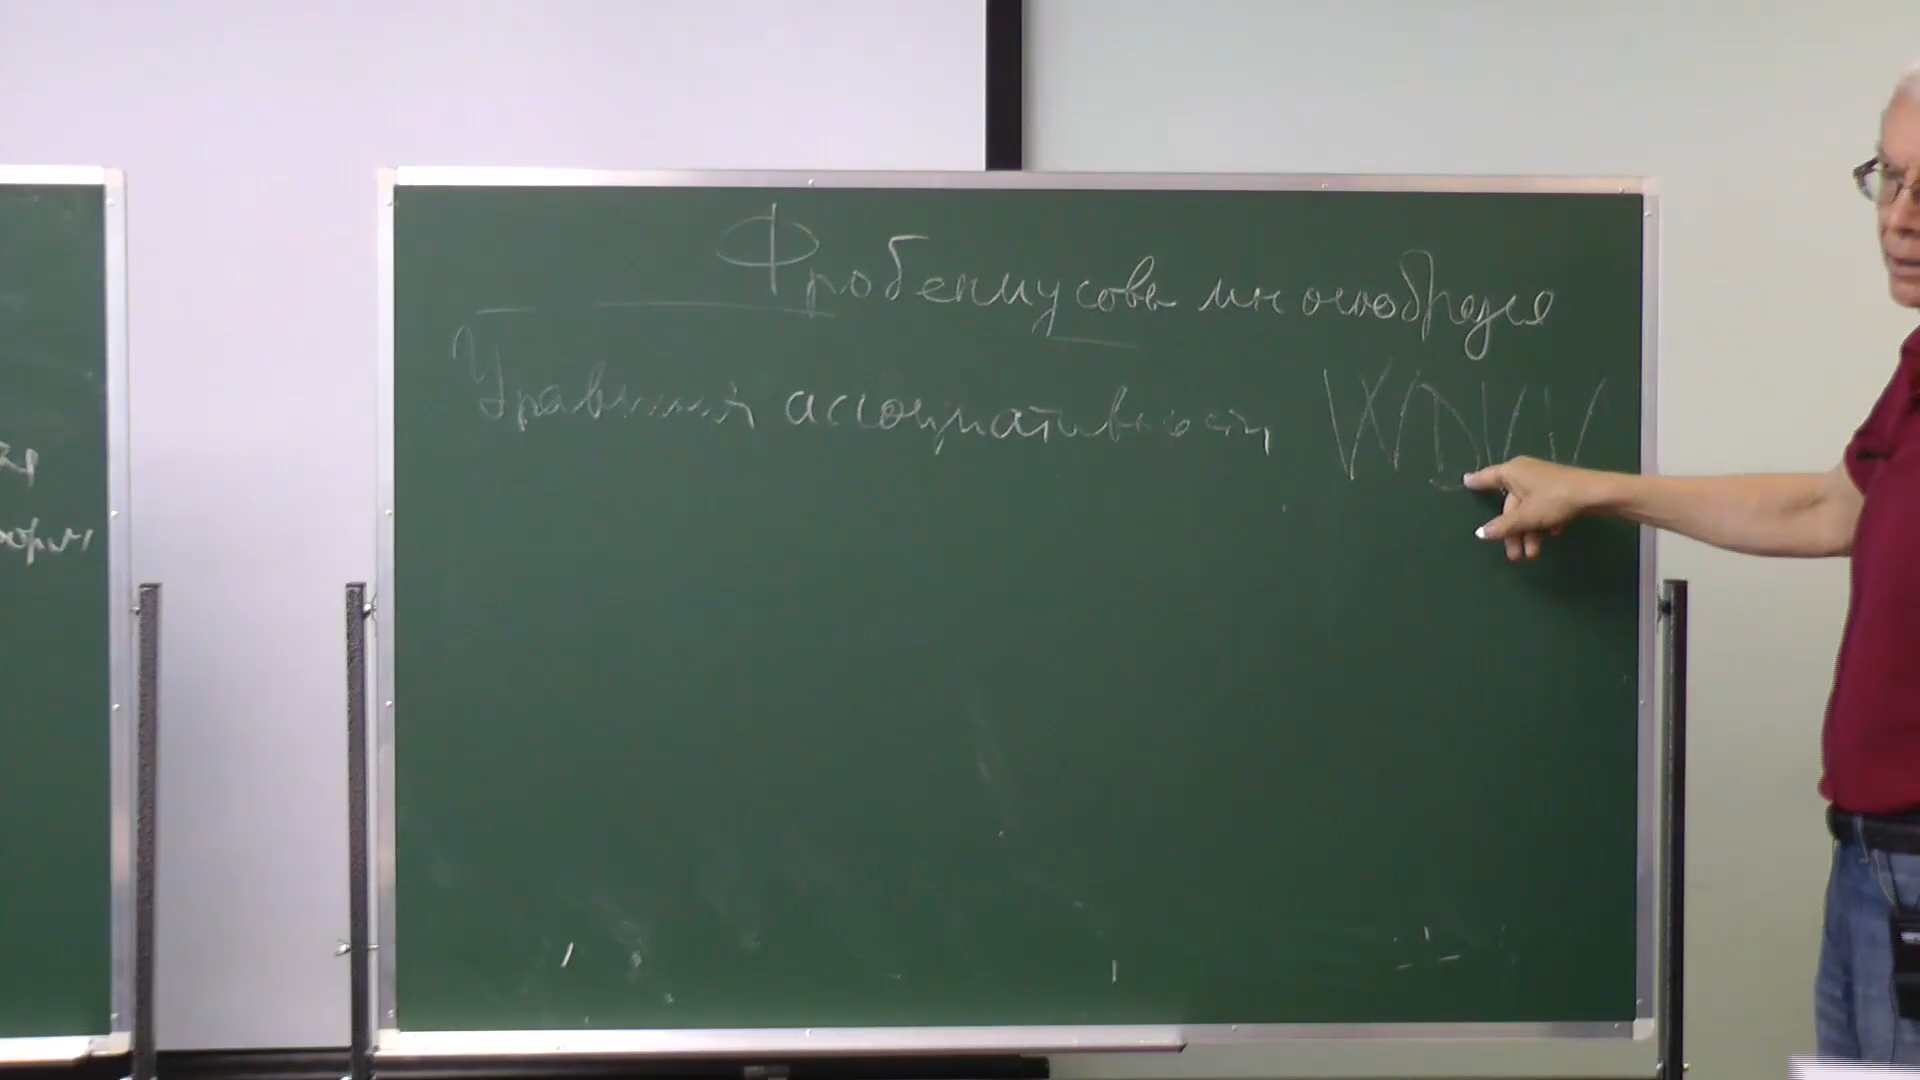 Фробениусовы многообразия
Уравнения ассоциативности WDVV